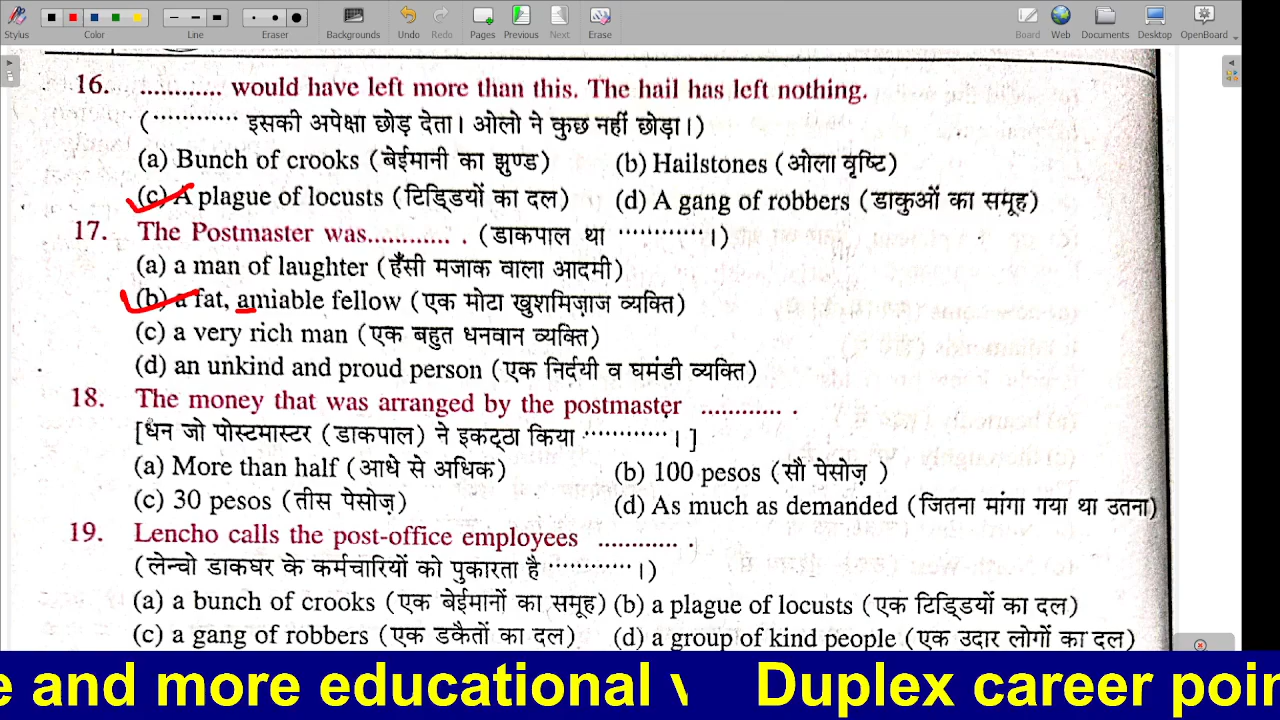 Stylus Color Line Eraser Backgrounds Undo Redo Pages Previous Next Erase Board Web Documents Desktop OpenBoard
16. ............ would have left more than this. The hail has left nothing.
(············ इसकी अपेक्षा छोड़ देता। ओलो ने कुछ नहीं छोड़ा।)
(a) Bunch of crooks (बेईमानी का झुण्ड) (b) Hailstones (ओला वृष्टि)
(c) A plague of locusts (टिड्डियों का दल) (d) A gang of robbers (डाकुओं का समूह)
17. The Postmaster was............ . (डाकपाल था ············।)
(a) a man of laughter (हँसी मजाक वाला आदमी)
(b) a fat, amiable fellow (एक मोटा खुशमिज़ाज व्यक्ति)
(c) a very rich man (एक बहुत धनवान व्यक्ति)
(d) an unkind and proud person (एक निर्दयी व घमंडी व्यक्ति)
18. The money that was arranged by the postmaster ............ .
[धन जो पोस्टमास्टर (डाकपाल) ने इकट्ठा किया ············। ]
(a) More than half (आधे से अधिक) (b) 100 pesos (सौ पेसोज़ )
(c) 30 pesos (तीस पेसोज़) (d) As much as demanded (जितना मांगा गया था उतना)
19. Lencho calls the post-office employees ............ .
(लेन्चो डाकघर के कर्मचारियों को पुकारता है ············।)
(a) a bunch of crooks (एक बेईमानों का समूह) (b) a plague of locusts (एक टिड्डियों का दल)
(c) a gang of robbers (एक डकैतों का दल) (d) a group of kind people (एक उदार लोगों का दल)
e and more educational Duplex career poin